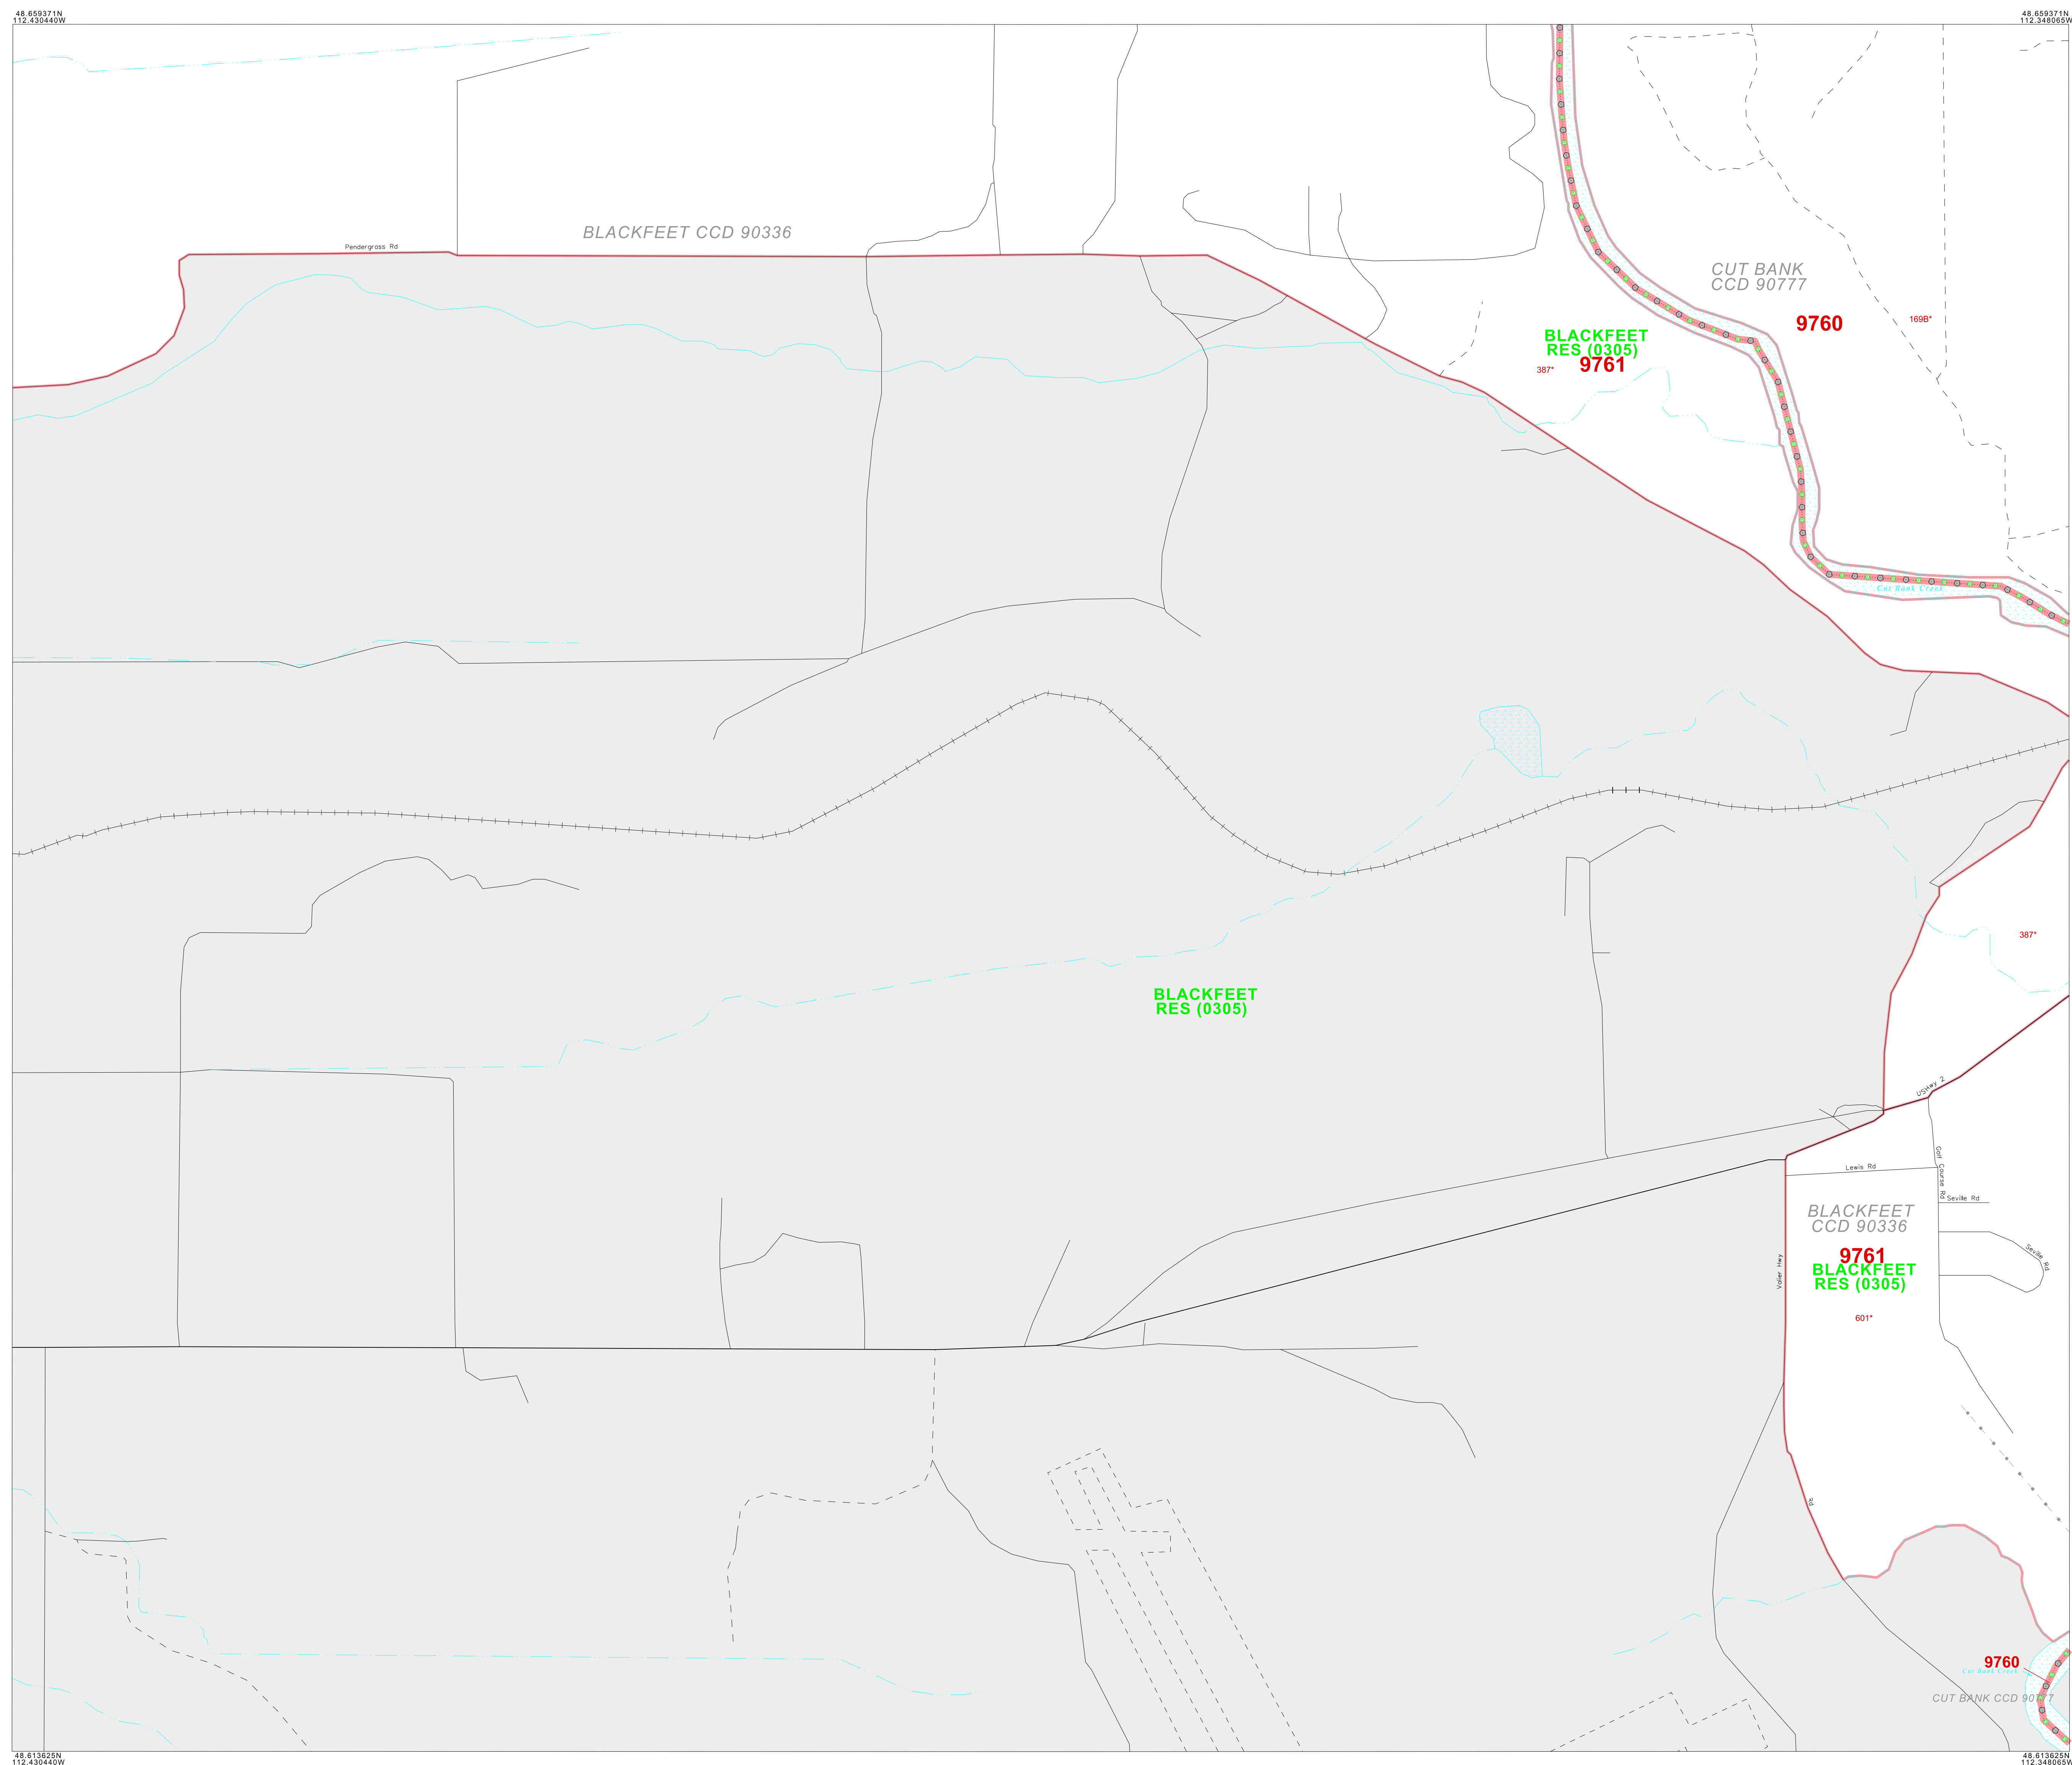 48.659371N
112.430440W
48.659371N
112.348065W
Pendergross Rd
BLACKFEET CCD 90336
CUT BANK
CCD 90777
9760
169B*
BLACKFEET
RES (0305)
9761
387*
Cut Bank Creek
387*
BLACKFEET
RES (0305)
USHwy 2
Golf Course Rd
Lewis Rd
Seville Rd
BLACKFEET
CCD 90336
Seville Rd
Valier Hwy
9761
BLACKFEET
RES (0305)
601*
Rd
9760
Cut Bank Creek
CUT BANK CCD 90777
48.613625N
112.430440W
48.613625N
112.348065W